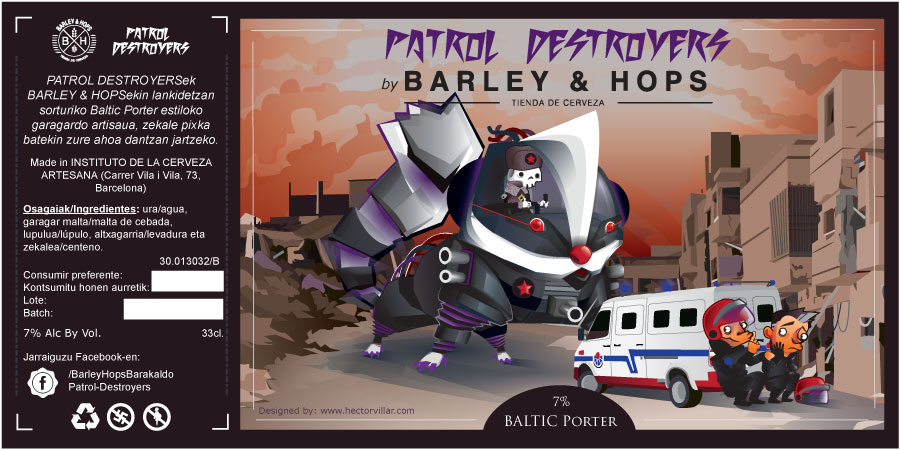 BARLEY & HOPS
B H
TIENDA DE CERVEZA
PATROL
DESTROYERS
PATROL DESTROYERSek
BARLEY & HOPSekin lankidetzan
sorturiko Baltic Porter estiloko
garagardo artisaua, zekale pixka
batekin zure ahoa dantzan jartzeko.
Made in INSTITUTO DE LA CERVEZA
ARTESANA (Carrer Vila i Vila, 73,
Barcelona)
Osagaiak/Ingredientes: ura/agua,
garagar malta/malta de cebada,
lupulua/lúpulo, altxagarria/levadura eta
zekalea/centeno.
30.013032/B
Consumir preferente:
Kontsumitu honen aurretik:
Lote:
Batch:
7% Alc By Vol. 33cl.
Jarraiguzu Facebook-en:
/BarleyHopsBarakaldo
Patrol-Destroyers
PATROL DESTROYERS
by BARLEY & HOPS
TIENDA DE CERVEZA
Designed by: www.hectorvillar.com
7%
BALTIC PORTER